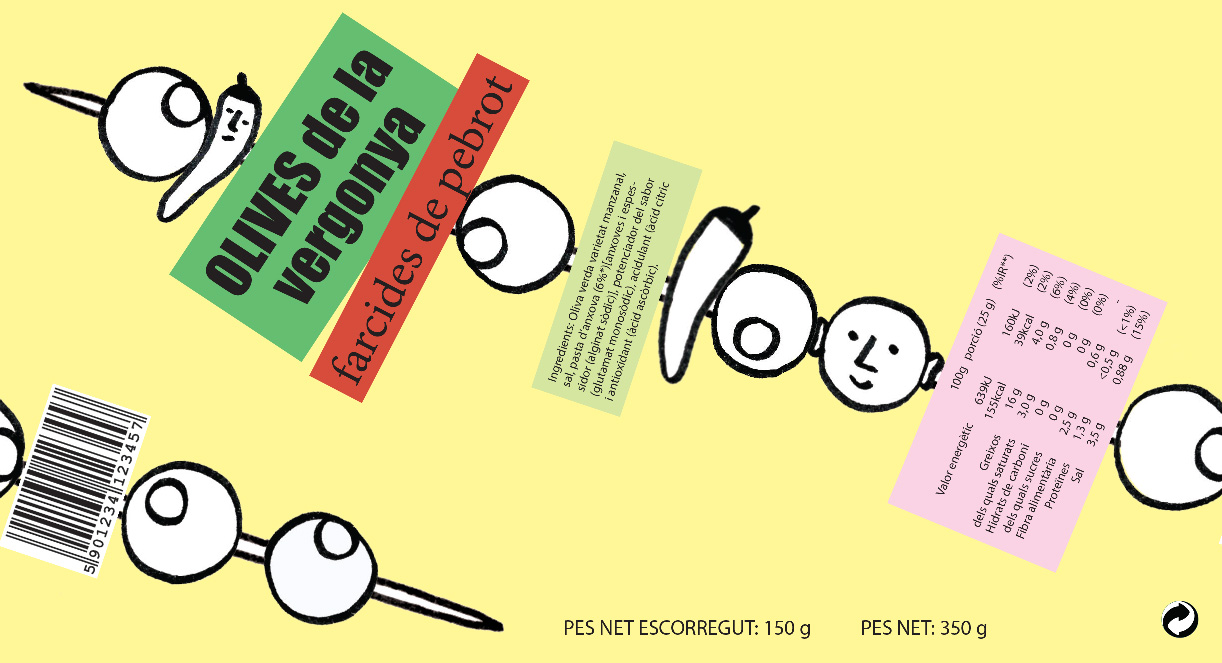 OLIVES de la
vergonya
farcides de pebrot
Ingredients: Oliva verda varietat manzanal,
sal, pasta d'anxova (6%*)[anxoves i espes-
sidor (alginat sòdic)], potenciador del sabor
(glutamat monosòdic), acidulant (àcid cítric
i antioxidant (àcid ascòrbic).
100g porció (25 g) (%IR**)
Valor energètic 639kJ 160kJ (2%)
155kcal 39kcal (2%)
Greixos 16 g 4,0 g (6%)
dels quals saturats 3,0 g 0,8 g (4%)
Hidrats de carboni 0 g 0 g (0%)
dels quals sucres 0 g 0 g (0%)
Fibra alimentària 2,5 g 0,6 g -
Proteïnes 1,3 g <0,5 g (<1%)
Sal 3,5 g 0,88 g (15%)
5 901234 123457
PES NET ESCORREGUT: 150 g
PES NET: 350 g